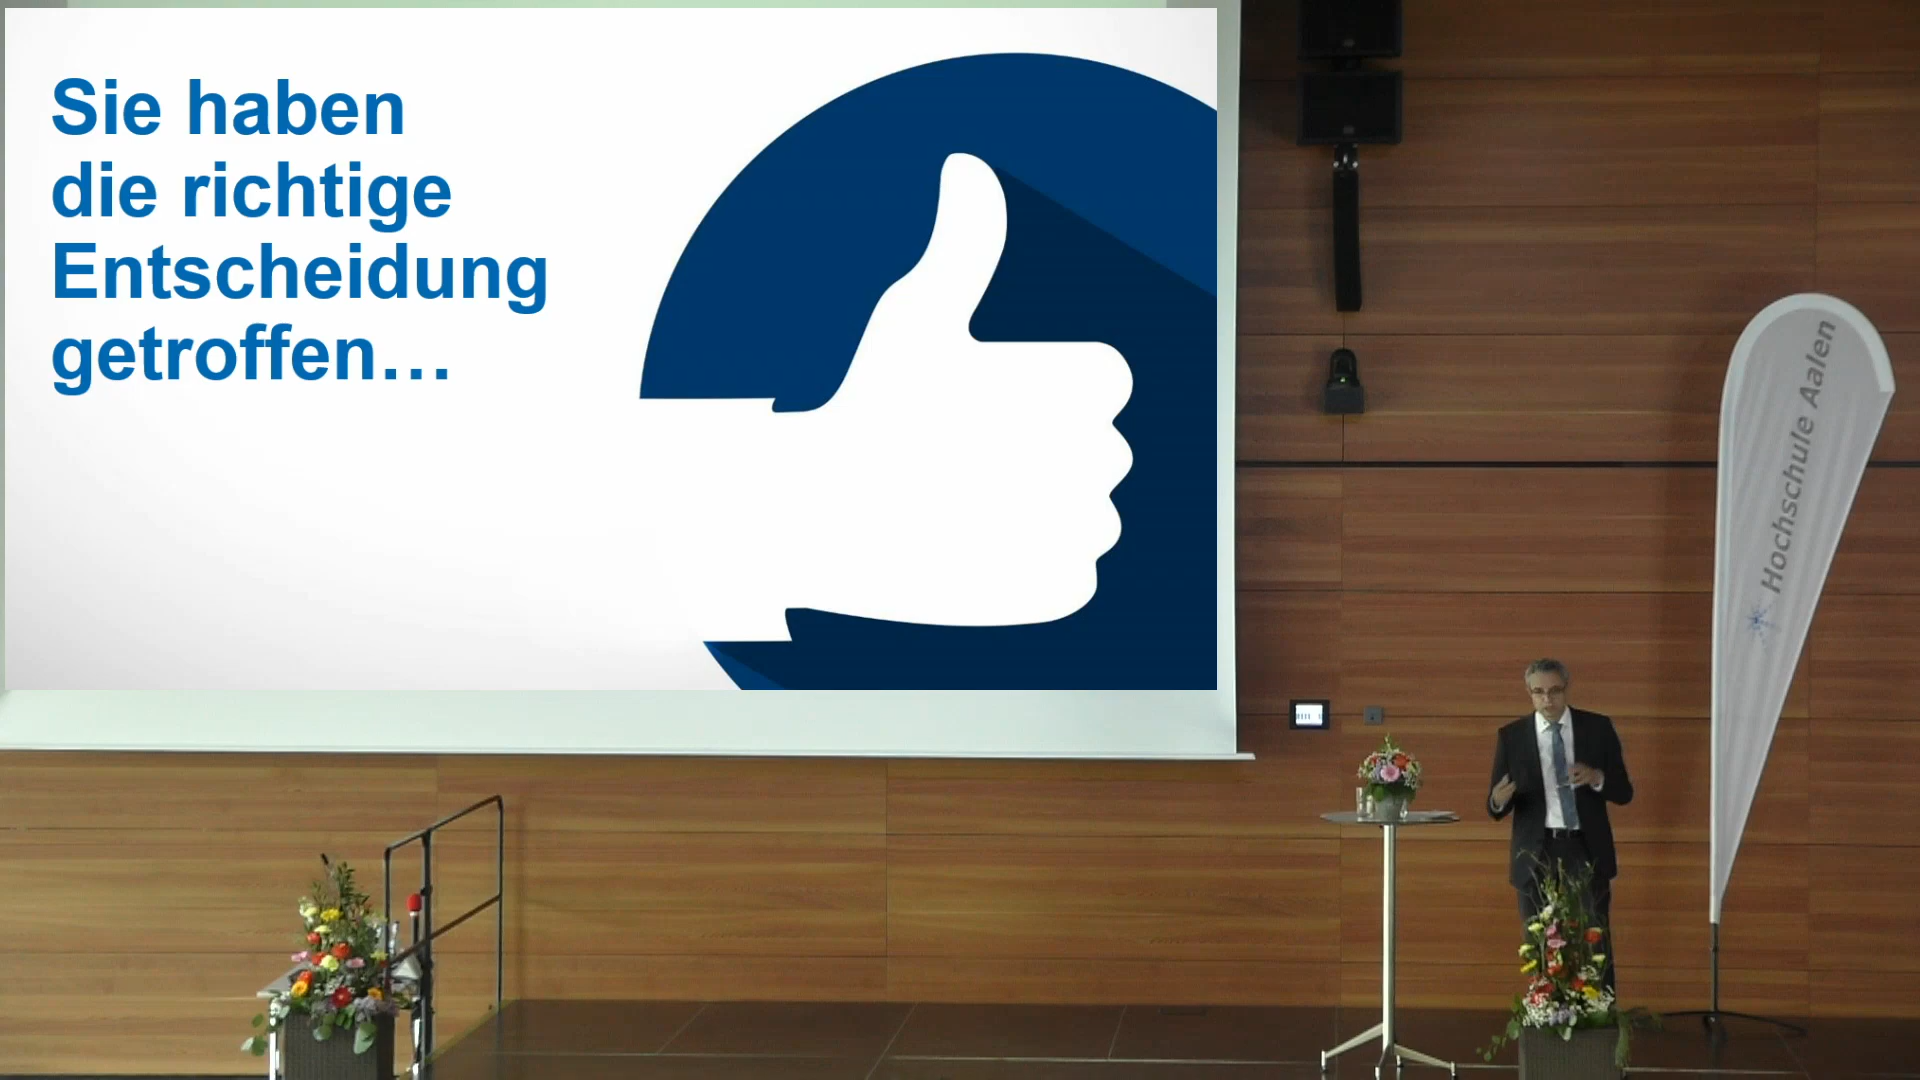 Sie haben
die richtige
Entscheidung
getroffen…
Hochschule Aalen